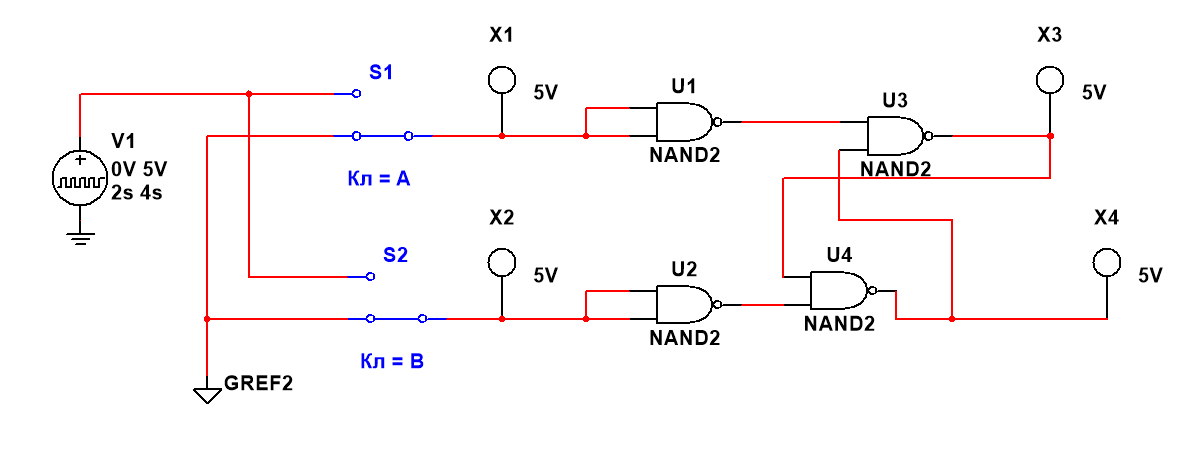 X1
X3
S1
U1
5V
5V
U3
V1
0V 5V
2s 4s
NAND2
NAND2
Кл = A
X2
X4
S2
U2
U4
5V
5V
NAND2
NAND2
Кл = B
GREF2